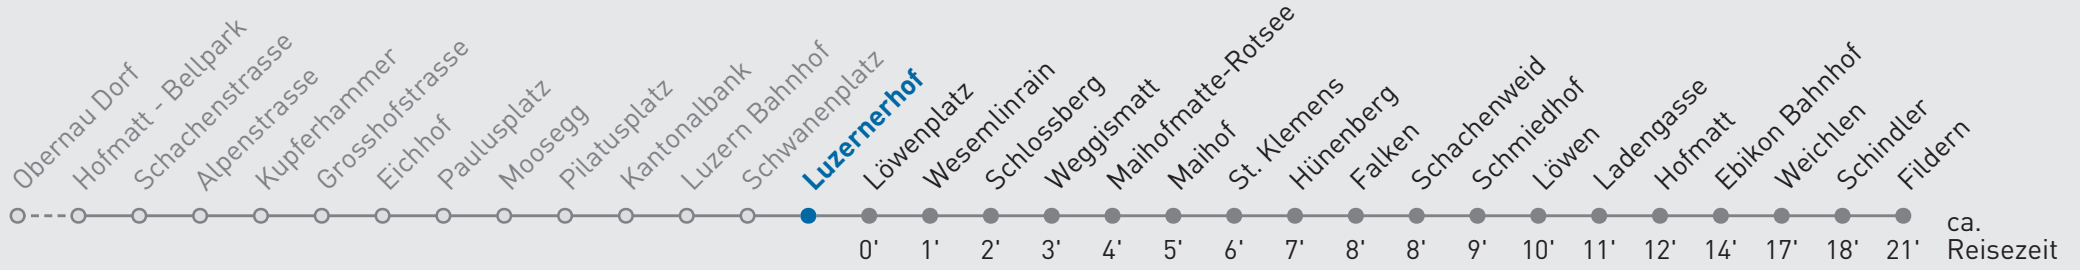 Obernau Dorf
Hofmatt - Bellpark
Schachenstrasse
Alpenstrasse
Kupferhammer
Grosshofstrasse
Eichhof
Paulusplatz
Moosegg
Pilatusplatz
Kantonalbank
Luzern Bahnhof
Schwanenplatz
Luzernerhof
Löwenplatz
Wesemlinrain
Schlossberg
Weggismatt
Maihofmatte-Rotsee
Maihof
St. Klemens
Hünenberg
Falken
Schachenweid
Schmiedhof
Löwen
Ladengasse
Hofmatt
Ebikon Bahnhof
Weichlen
Schindler
Fildern
ca.
0' 1' 2' 3' 4' 5' 6' 7' 8' 8' 9' 10' 11' 12' 14' 17' 18' 21' Reisezeit